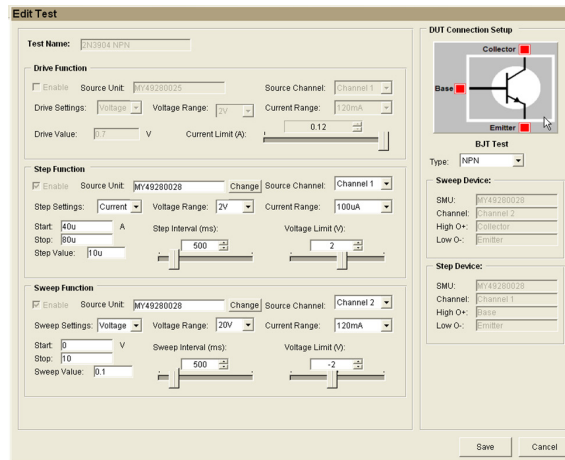 Edit Test
Test Name: 2N3904 NPN
Drive Function
Enable Source Unit: MY49280025 Source Channel: Channel 1
Drive Settings: Voltage Voltage Range: 2V Current Range: 120mA
Drive Value: 0.7 V Current Limit (A): 0.12
Step Function
Enable Source Unit: MY49280028 Change Source Channel: Channel 1
Step Settings: Current Voltage Range: 2V Current Range: 100uA
Start: 40u A Step Interval (ms): Voltage Limit (V):
Stop: 80u 500 2
Step Value: 10u
Sweep Function
Enable Source Unit: MY49280028 Change Source Channel: Channel 2
Sweep Settings: Voltage Voltage Range: 20V Current Range: 120mA
Start: 0 V Sweep Interval (ms): Voltage Limit (V):
Stop: 10 500 -2
Sweep Value: 0.1
DUT Connection Setup
Collector
Base
Emitter
BJT Test
Type: NPN
Sweep Device:
SMU: MY49280028
Channel: Channel 2
High O+: Collector
Low O-: Emitter
Step Device:
SMU: MY49280028
Channel: Channel 1
High O+: Base
Low O-: Emitter
Save Cancel